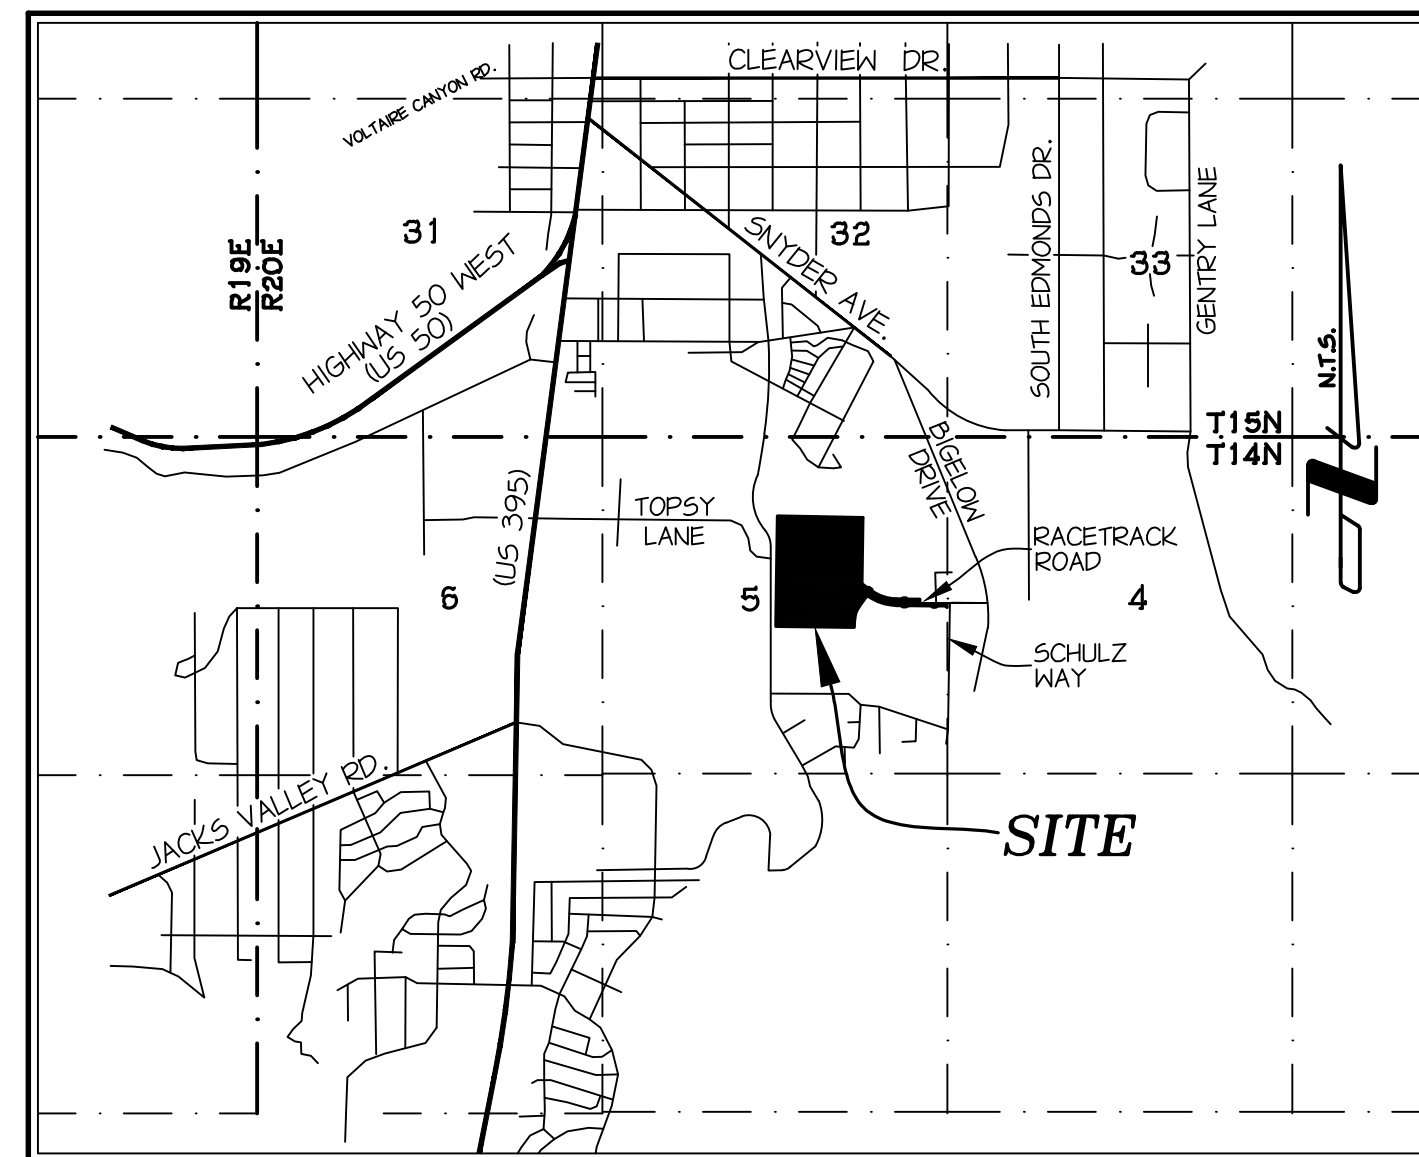 CLEARVIEW DR.
VOLTAIRE CANYON RD.
31
32
33
R19E
R20E
HIGHWAY 50 WEST
(US 50)
SNYDER AVE.
SOUTH EDMONDS DR.
GENTRY LANE
N.T.S.
T15N
T14N
BIGELOW
DRIVE
(US 395)
TOPSY
LANE
RACETRACK
ROAD
6
5
4
SCHULZ
WAY
JACKS VALLEY RD.
SITE